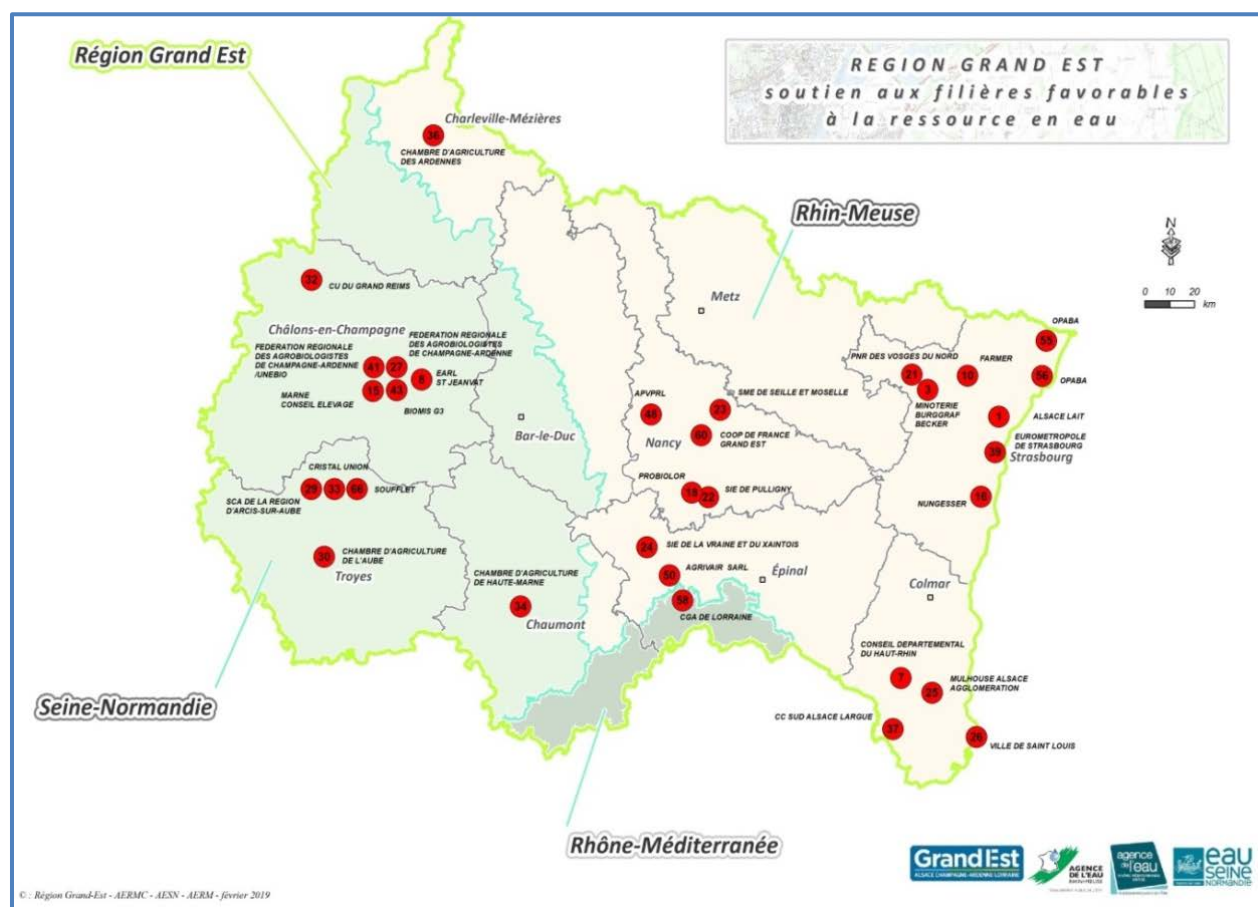 REGION GRAND EST
soutien aux filières favorables
à la ressource en eau
Région Grand Est
Charleville-Mézières
36
CHAMBRE D'AGRICULTURE
DES ARDENNES
Rhin-Meuse
N
0 10 20
km
32
CU DU GRAND REIMS
Metz
Châlons-en-Champagne
FEDERATION REGIONALE
DES AGROBIOLOGISTES
DE CHAMPAGNE-ARDENNE
/UNEBIO
FEDERATION REGIONALE
DES AGROBIOLOGISTES
DE CHAMPAGNE-ARDENNE
41
27
EARL
ST JEANVAT
15
43
MARNE
CONSEIL ELEVAGE
BIOMIS G3
Bar-le-Duc
OPABA
55
PNR DES VOSGES DU NORD
FARMER
21
10
56
OPABA
3
MINOTERIE
BURGGRAF
BECKER
1
ALSACE LAIT
EUROMETROPOLE
DE STRASBOURG
39
Strasbourg
NUNGESSER
16
APVPRL
48
SME DE SEILLE ET MOSELLE
23
Nancy
60
COOP DE FRANCE
GRAND EST
PROBIOLOR
18
22
SIE DE PULLIGNY
CRISTAL UNION
29
33
66
SOUFFLET
SCA DE LA REGION
D'ARCIS-SUR-AUBE
30
CHAMBRE D'AGRICULTURE
DE L'AUBE
Troyes
24
SIE DE LA VRAINE ET DU XAINTOIS
50
AGRIVAIR SARL
Épinal
58
CGA DE LORRAINE
CHAMBRE D'AGRICULTURE
DE HAUTE-MARNE
34
Chaumont
Colmar
CONSEIL DEPARTEMENTAL
DU HAUT-RHIN
7
25
MULHOUSE ALSACE
AGGLOMERATION
CC SUD ALSACE LARGUE
37
26
VILLE DE SAINT LOUIS
Seine-Normandie
Rhône-Méditerranée
GrandEst
ALSACE CHAMPAGNE-ARDENNE LORRAINE
AGENCE
DE L'EAU
RHIN-MEUSE
agence
de l'eau
eau
SEINE
NORMANDIE
© : Région Grand-Est - AERMC - AESN - AERM - février 2019